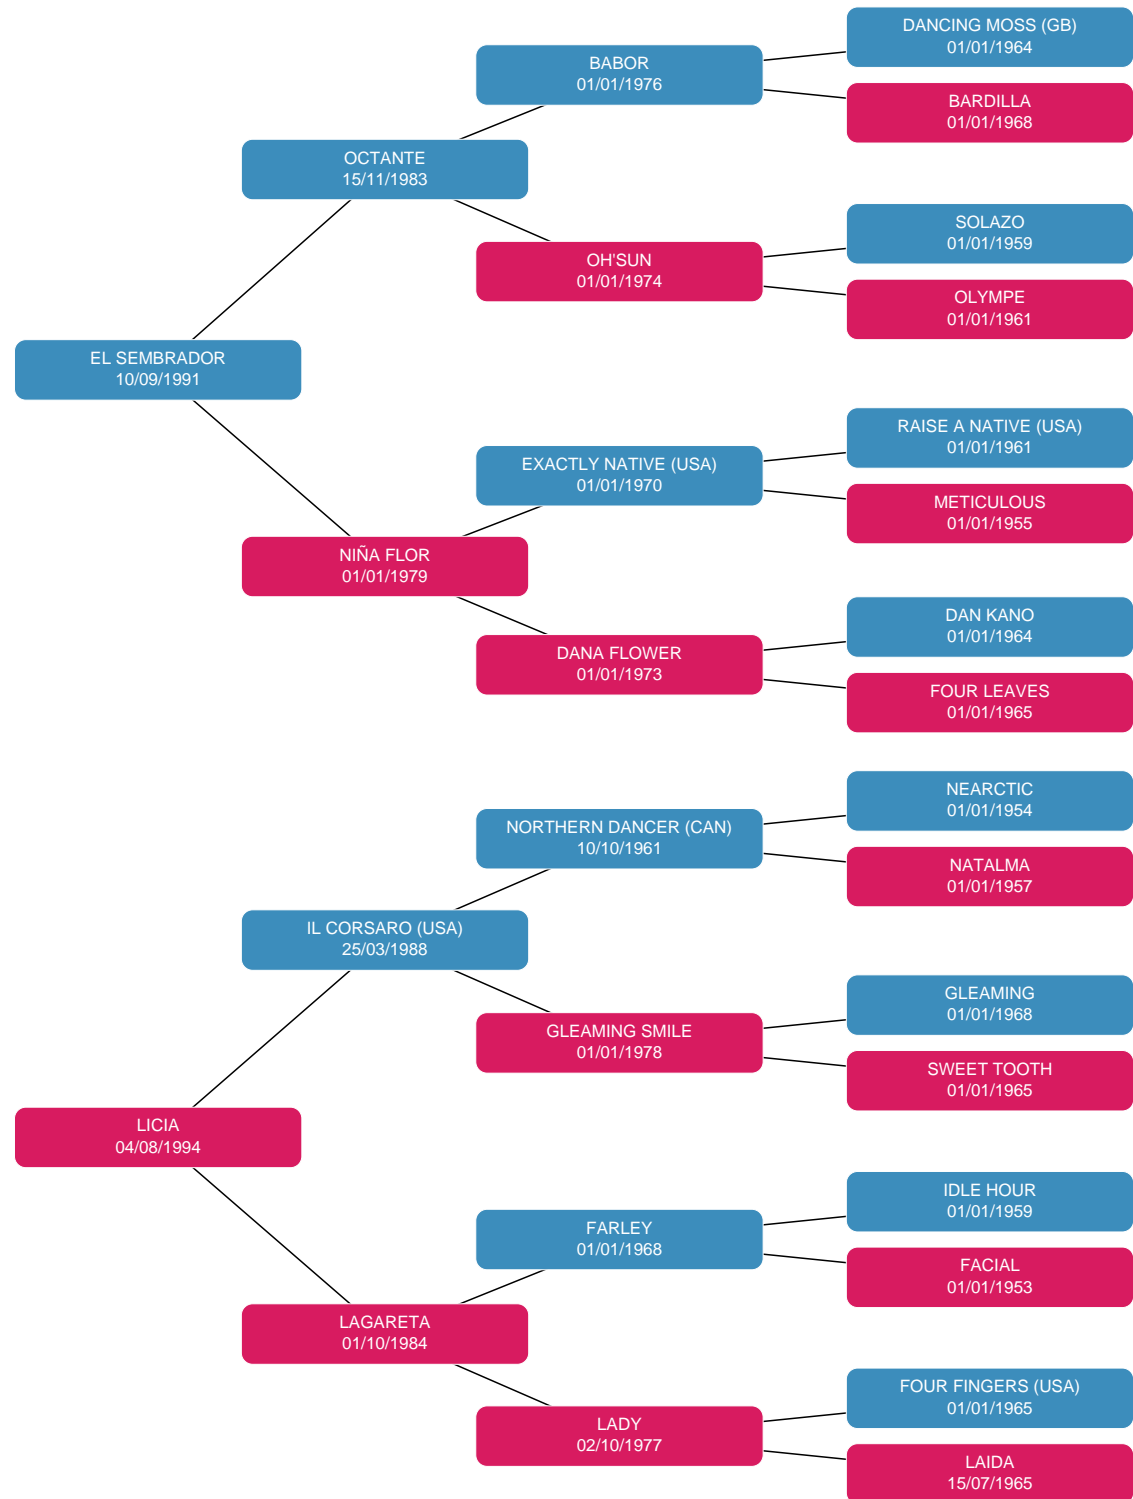 DANCING MOSS (GB)
01/01/1964
BABOR
01/01/1976
BARDILLA
01/01/1968
OCTANTE
15/11/1983
SOLAZO
01/01/1959
OH'SUN
01/01/1974
OLYMPE
01/01/1961
EL SEMBRADOR
10/09/1991
RAISE A NATIVE (USA)
01/01/1961
EXACTLY NATIVE (USA)
01/01/1970
METICULOUS
01/01/1955
NIÑA FLOR
01/01/1979
DAN KANO
01/01/1964
DANA FLOWER
01/01/1973
FOUR LEAVES
01/01/1965
NEARCTIC
01/01/1954
NORTHERN DANCER (CAN)
10/10/1961
NATALMA
01/01/1957
IL CORSARO (USA)
25/03/1988
GLEAMING
01/01/1968
GLEAMING SMILE
01/01/1978
SWEET TOOTH
01/01/1965
LICIA
04/08/1994
IDLE HOUR
01/01/1959
FARLEY
01/01/1968
FACIAL
01/01/1953
LAGARETA
01/10/1984
FOUR FINGERS (USA)
01/01/1965
LADY
02/10/1977
LAIDA
15/07/1965